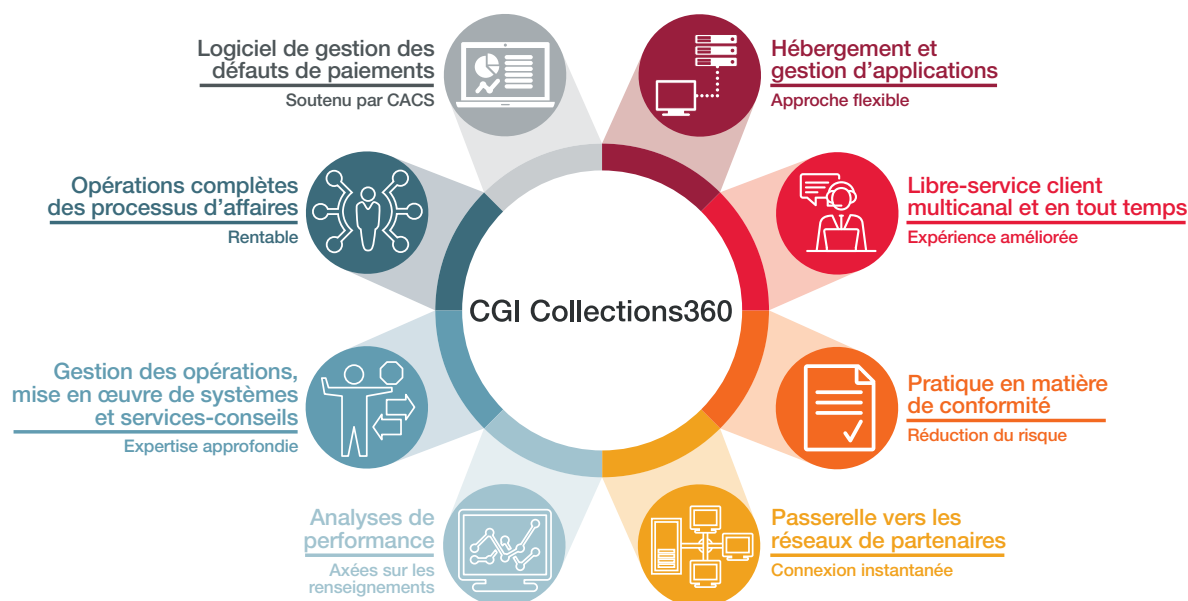 Logiciel de gestion des
défauts de paiements
Soutenu par CACS
Hébergement et
gestion d'applications
Approche flexible
Opérations complètes
des processus d'affaires
Rentable
Libre-service client
multicanal et en tout temps
Expérience améliorée
CGI Collections360
Gestion des opérations,
mise en œuvre de systèmes
et services-conseils
Expertise approfondie
Pratique en matière
de conformité
Réduction du risque
Analyses de
performance
Axées sur les
renseignements
Passerelle vers les
réseaux de partenaires
Connexion instantanée